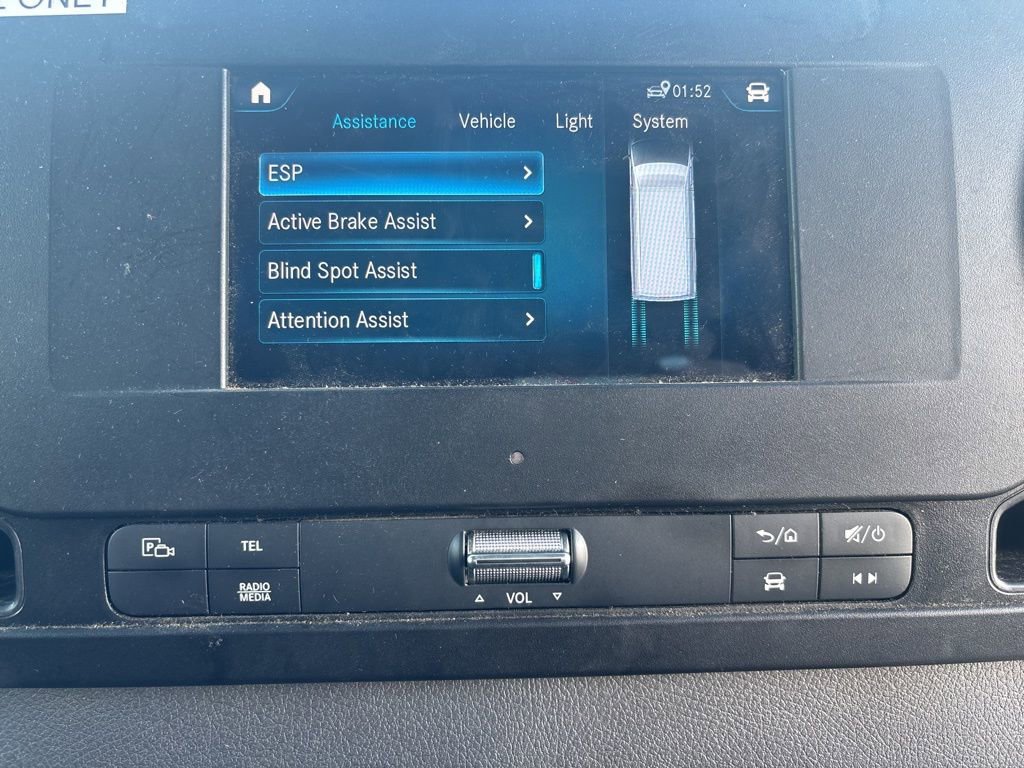 ONLY
01:52
Assistance Vehicle Light System
ESP
Active Brake Assist
Blind Spot Assist
Attention Assist
P
TEL
RADIO
MEDIA
VOL